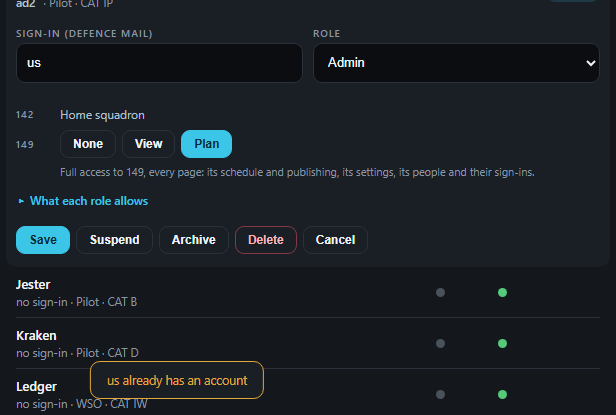 ad2 · Pilot · CAT IP
SIGN-IN (DEFENCE MAIL) ROLE
us Admin
142 Home squadron
149 None View Plan
Full access to 149, every page: its schedule and publishing, its settings, its people and their sign-ins.
▸ What each role allows
Save Suspend Archive Delete Cancel
Jester
no sign-in · Pilot · CAT B
Kraken
no sign-in · Pilot · CAT D
us already has an account
Ledger
no sign-in · WSO · CAT IW